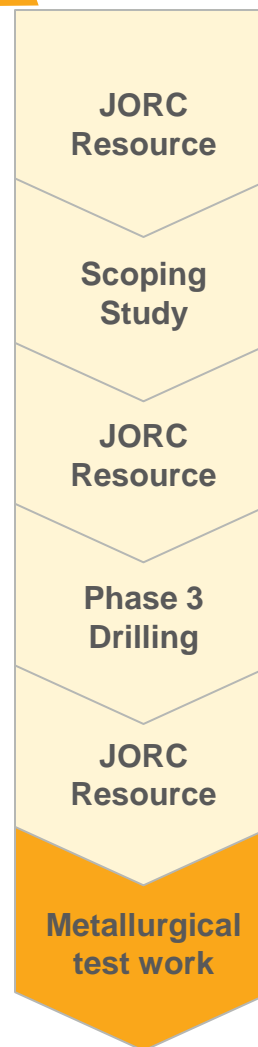 JORC
Resource
Scoping
Study
JORC
Resource
Phase 3
Drilling
JORC
Resource
Metallurgical
test work